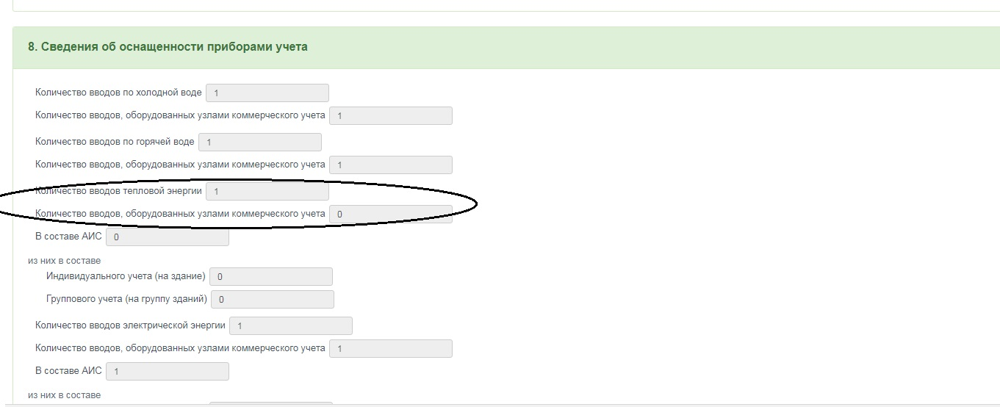 8. Сведения об оснащенности приборами учета
Количество вводов по холодной воде 1
Количество вводов, оборудованных узлами коммерческого учета 1
Количество вводов по горячей воде 1
Количество вводов, оборудованных узлами коммерческого учета 1
Количество вводов тепловой энергии 1
Количество вводов, оборудованных узлами коммерческого учета 0
В составе АИС 0
из них в составе
Индивидуального учета (на здание) 0
Группового учета (на группу зданий) 0
Количество вводов электрической энергии 1
Количество вводов, оборудованных узлами коммерческого учета 1
В составе АИС 1
из них в составе